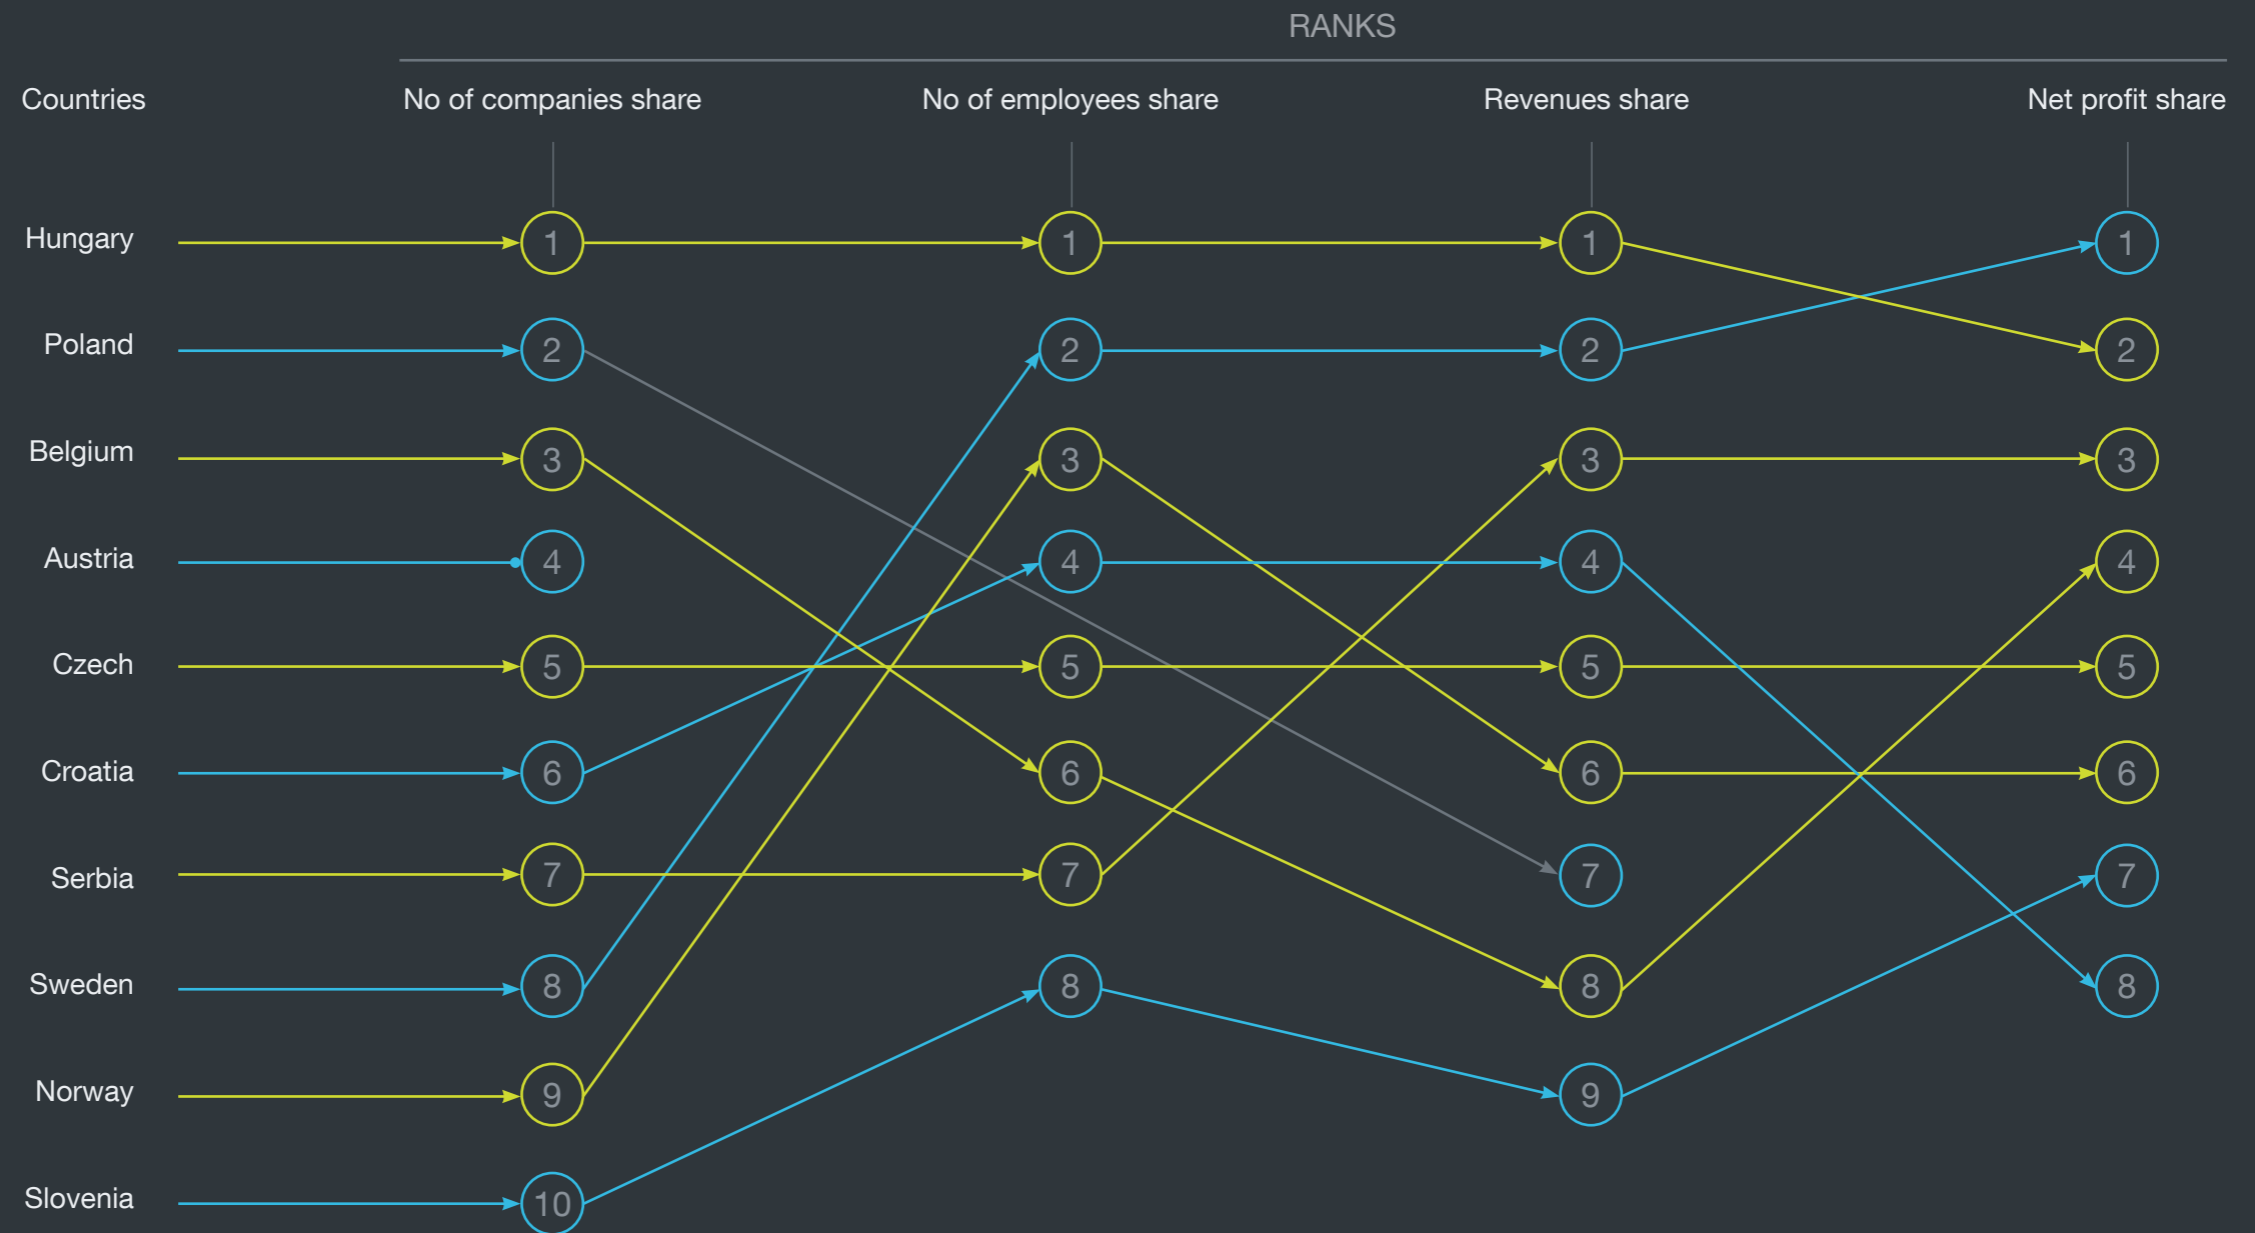 RANKS
Countries No of companies share No of employees share Revenues share Net profit share
Hungary 1 1 1 1
Poland 2 2 2 2
Belgium 3 3 3 3
Austria 4 4 4 4
Czech 5 5 5 5
Croatia 6 6 6 6
Serbia 7 7 7 7
Sweden 8 8 8 8
Norway 9 9
Slovenia 10